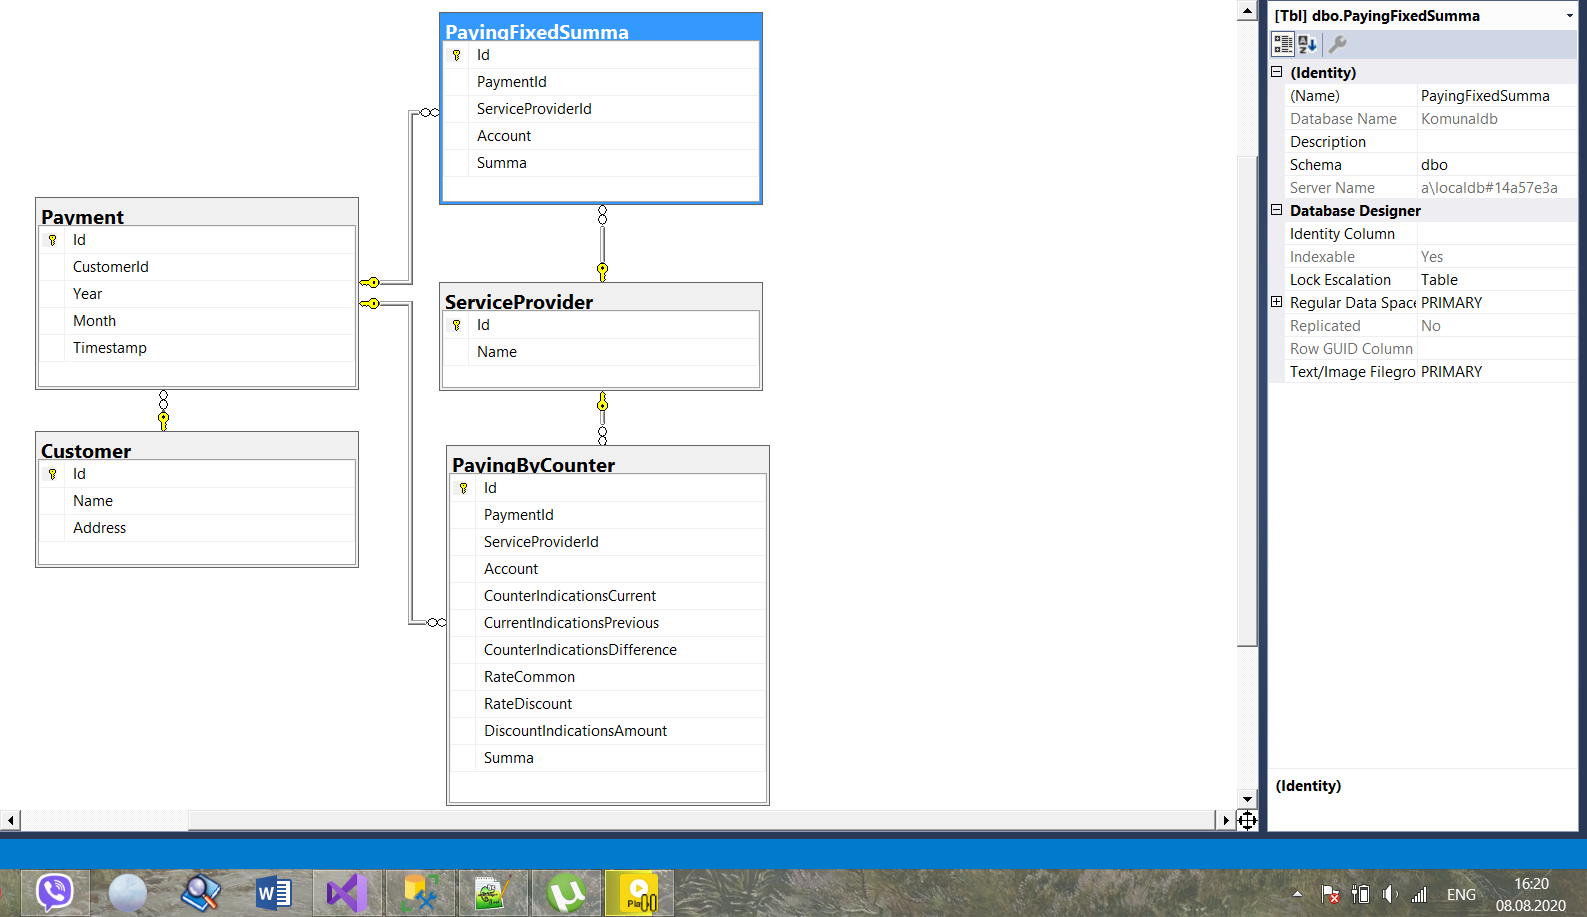 PayingFixedSumma
Id
PaymentId
ServiceProviderId
Account
Summa
Payment
Id
CustomerId
Year
Month
Timestamp
ServiceProvider
Id
Name
Customer
Id
Name
Address
PayingByCounter
Id
PaymentId
ServiceProviderId
Account
CounterIndicationsCurrent
CurrentIndicationsPrevious
CounterIndicationsDifference
RateCommon
RateDiscount
DiscountIndicationsAmount
Summa
[Tbl] dbo.PayingFixedSumma
(Identity)
(Name) PayingFixedSumma
Database Name Komunaldb
Description
Schema dbo
Server Name a\localdb#14a57e3a
Database Designer
Identity Column
Indexable Yes
Lock Escalation Table
Regular Data Space PRIMARY
Replicated No
Row GUID Column
Text/Image Filegro PRIMARY
(Identity)
ENG
16:20
08.08.2020